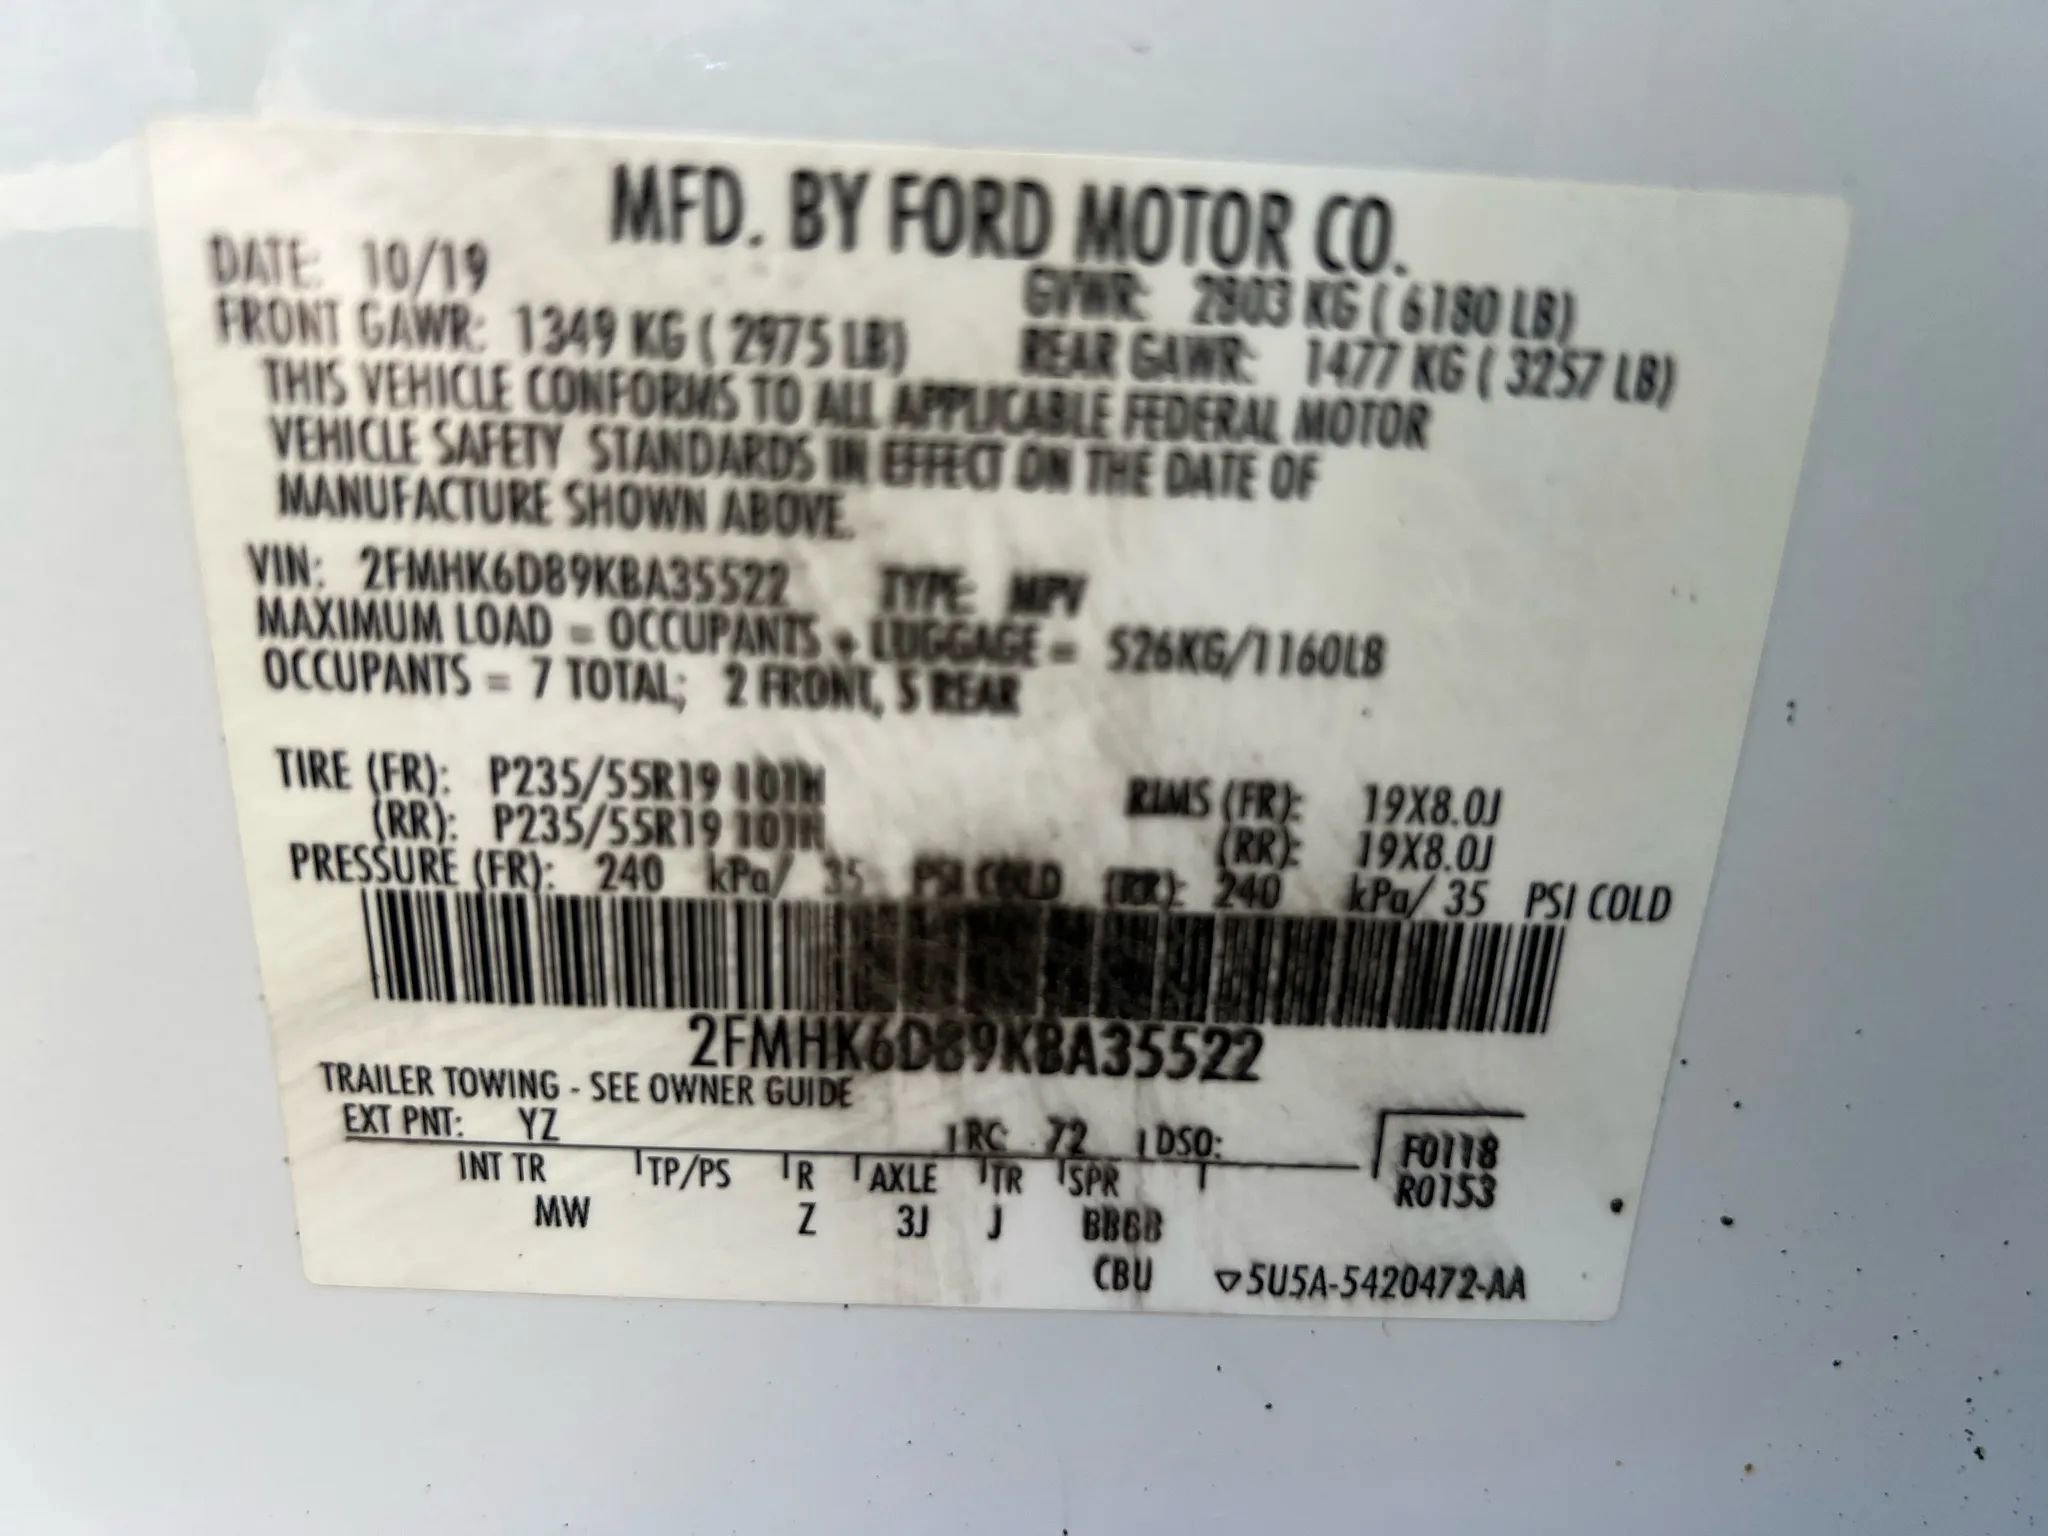 MFD. BY FORD MOTOR CO.
DATE: 10/19 GVWR: 2803 KG ( 6180 LB)
FRONT GAWR: 1349 KG ( 2975 LB) REAR GAWR: 1477 KG ( 3257 LB)
THIS VEHICLE CONFORMS TO ALL APPLICABLE FEDERAL MOTOR
VEHICLE SAFETY STANDARDS IN EFFECT ON THE DATE OF
MANUFACTURE SHOWN ABOVE.
VIN: 2FMHK6D89KBA35522 TYPE: MPV
MAXIMUM LOAD = OCCUPANTS + LUGGAGE = 526KG/1160LB
OCCUPANTS = 7 TOTAL; 2 FRONT, 5 REAR
TIRE (FR): P235/55R19 101H RIMS (FR): 19X8.0J
(RR): P235/55R19 101H (RR): 19X8.0J
PRESSURE (FR): 240 kPa/ 35 PSI COLD (RR): 240 kPa/ 35 PSI COLD
2FMHK6D89KBA35522
TRAILER TOWING - SEE OWNER GUIDE
EXT PNT: YZ RC: 72 DSO: F0118
INT TR TP/PS R AXLE TR SPR R0153
MW Z 3J J BBGB
CBU ▽5U5A-5420472-AA